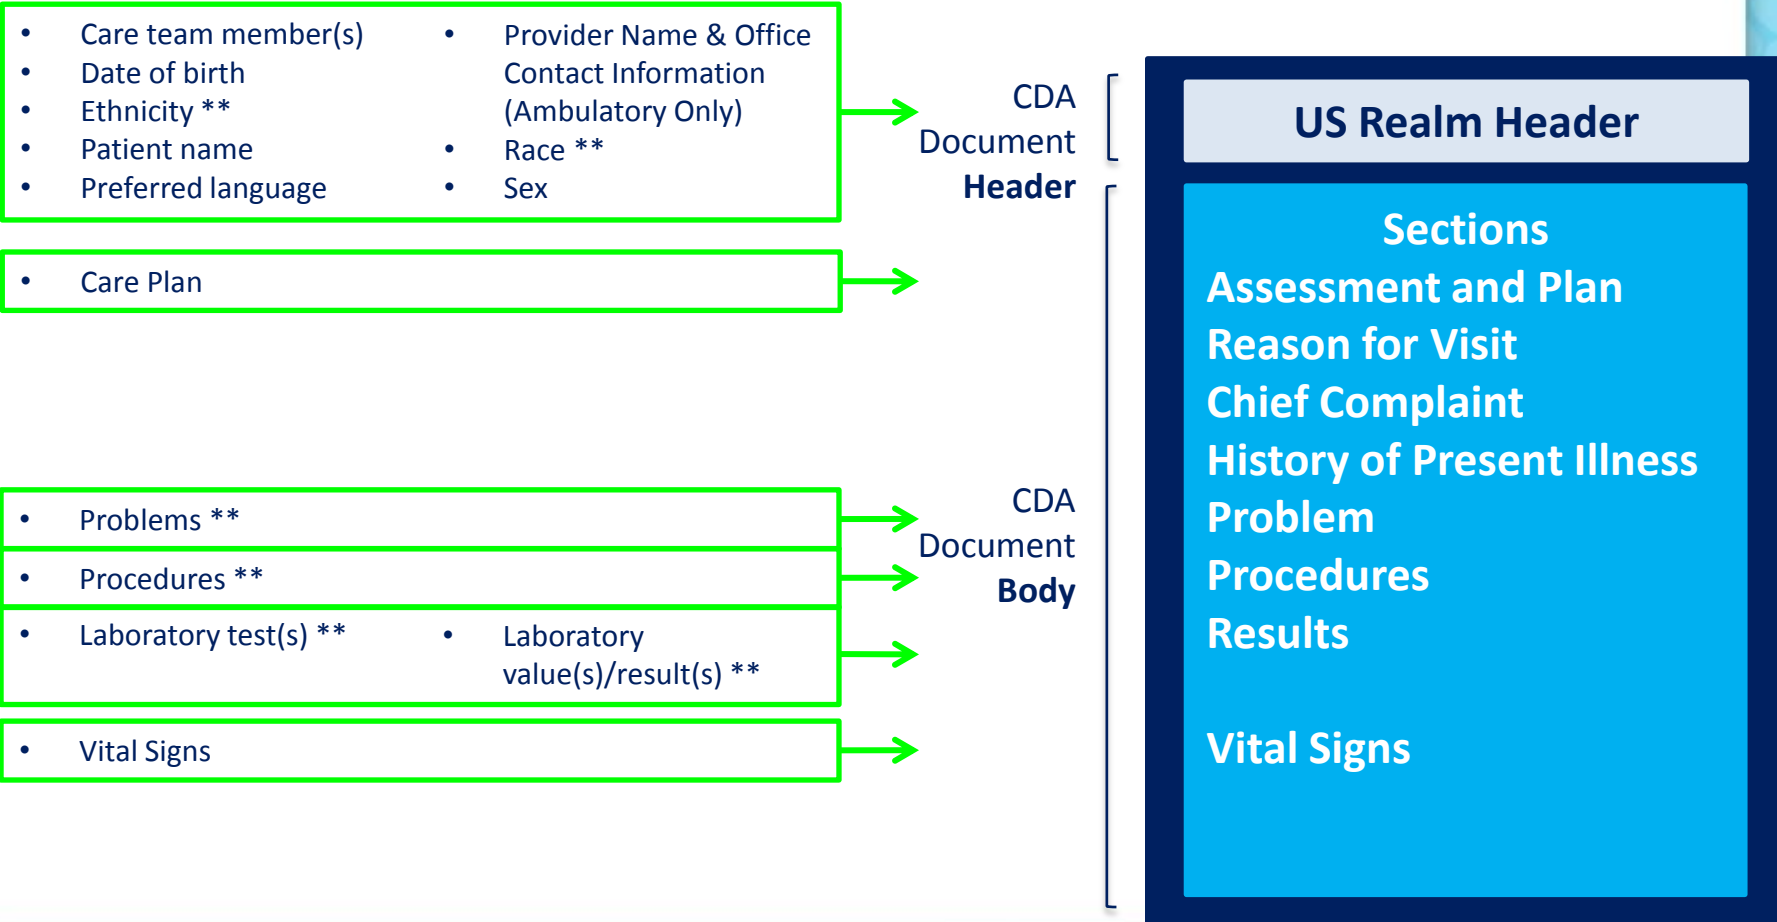 • Care team member(s)
• Date of birth
• Ethnicity **
• Patient name
• Preferred language
• Provider Name & Office
Contact Information
(Ambulatory Only)
• Race **
• Sex
• Care Plan
• Problems **
• Procedures **
• Laboratory test(s) **
• Laboratory
value(s)/result(s) **
• Vital Signs
CDA
Document
Header
CDA
Document
Body
US Realm Header
Sections
Assessment and Plan
Reason for Visit
Chief Complaint
History of Present Illness
Problem
Procedures
Results
Vital Signs